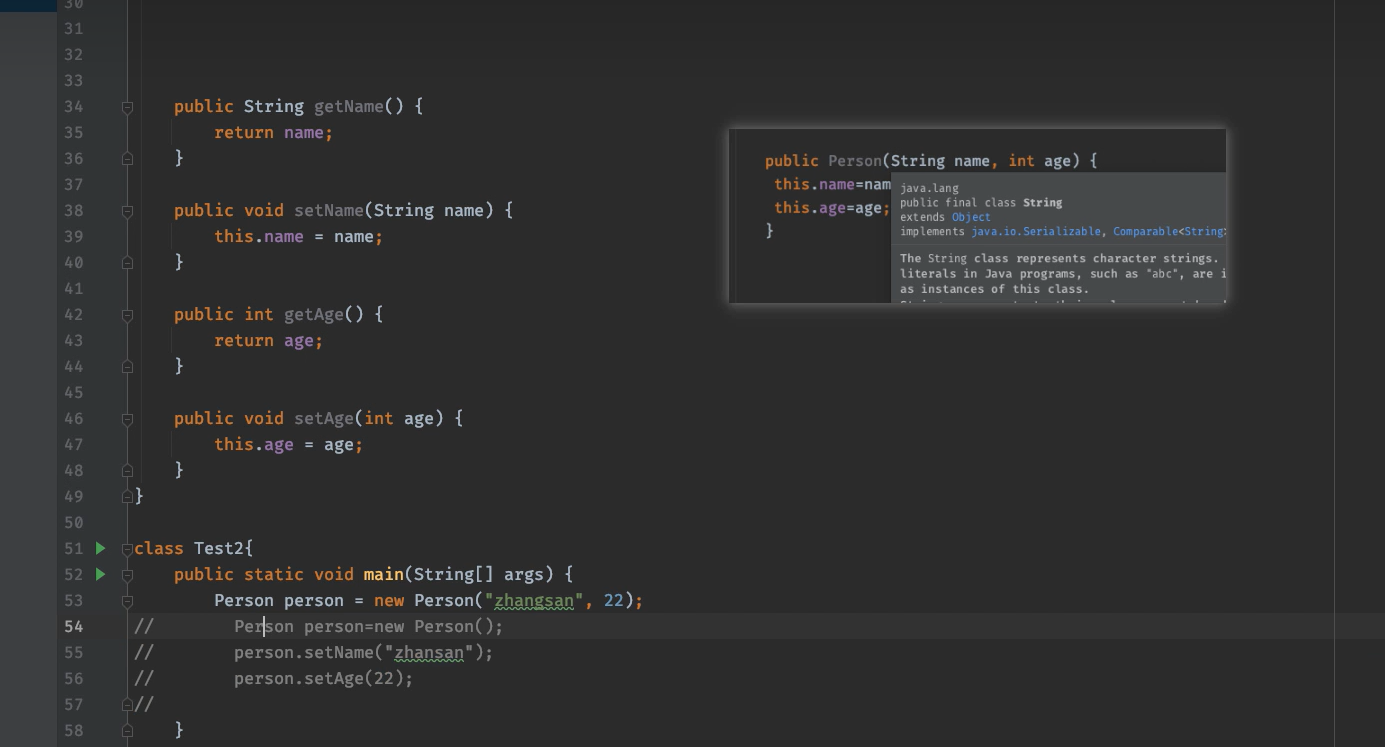 30
31
32
33
34 public String getName() {
35 return name;
36 }
37
38 public void setName(String name) {
39 this.name = name;
40 }
41
42 public int getAge() {
43 return age;
44 }
45
46 public void setAge(int age) {
47 this.age = age;
48 }
49 }
50
51 class Test2{
52 public static void main(String[] args) {
53 Person person = new Person("zhangsan", 22);
54 // Person person=new Person();
55 // person.setName("zhansan");
56 // person.setAge(22);
57 //
58 }
public Person(String name, int age) {
this.name=nam
this.age=age;
}
java.lang
public final class String
extends Object
implements java.io.Serializable, Comparable<String>
The String class represents character strings.
literals in Java programs, such as "abc", are i
as instances of this class.